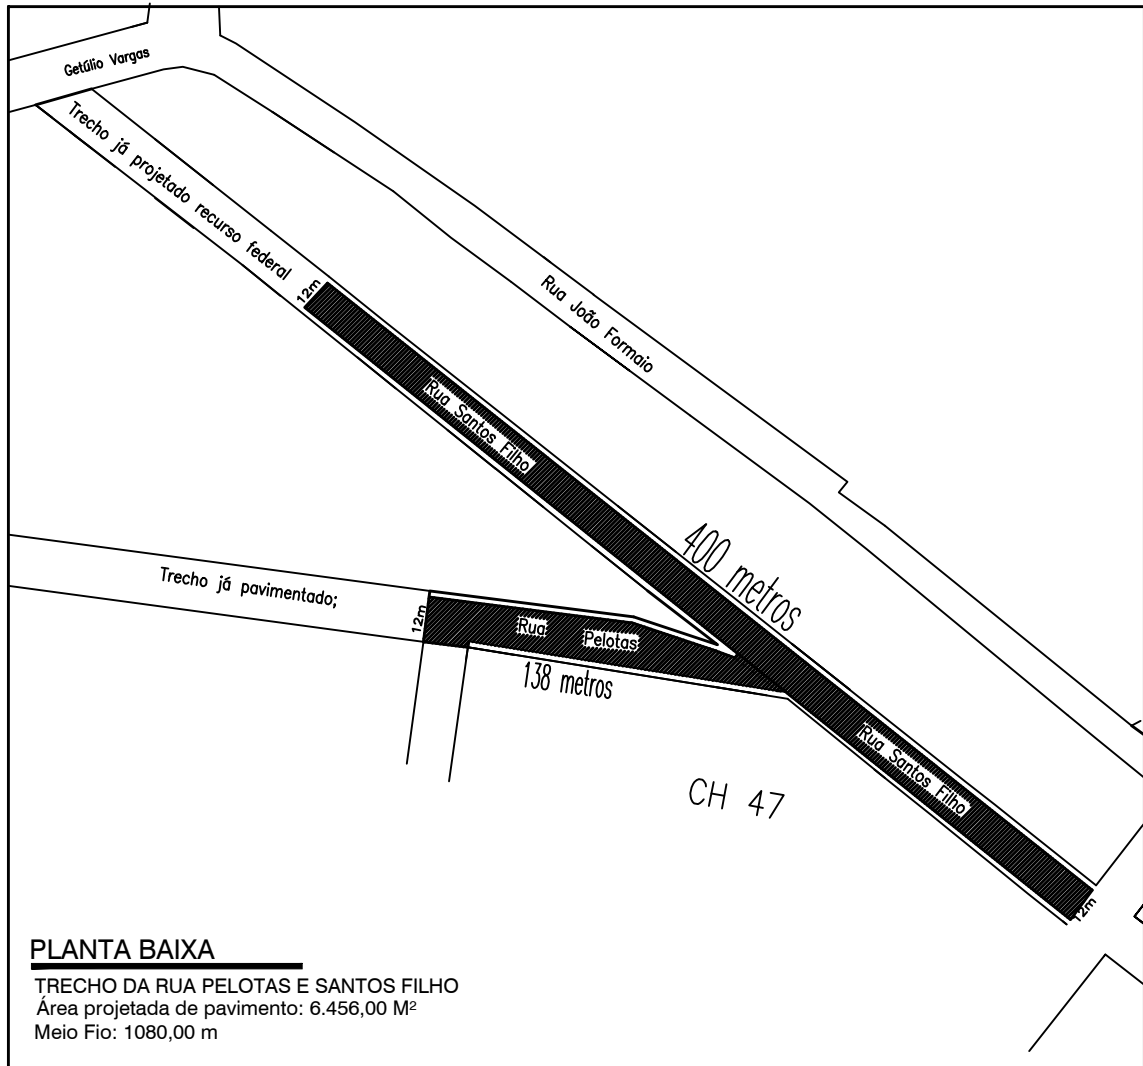 Getúlio Vargas
Trecho já projetado recurso federal
12m
Rua João Formaio
Rua Santos Filho
400 metros
Trecho já pavimentado;
12m
Rua Pelotas
138 metros
Rua Santos Filho
CH 47
12m
PLANTA BAIXA
TRECHO DA RUA PELOTAS E SANTOS FILHO
Área projetada de pavimento: 6.456,00 M²
Meio Fio: 1080,00 m